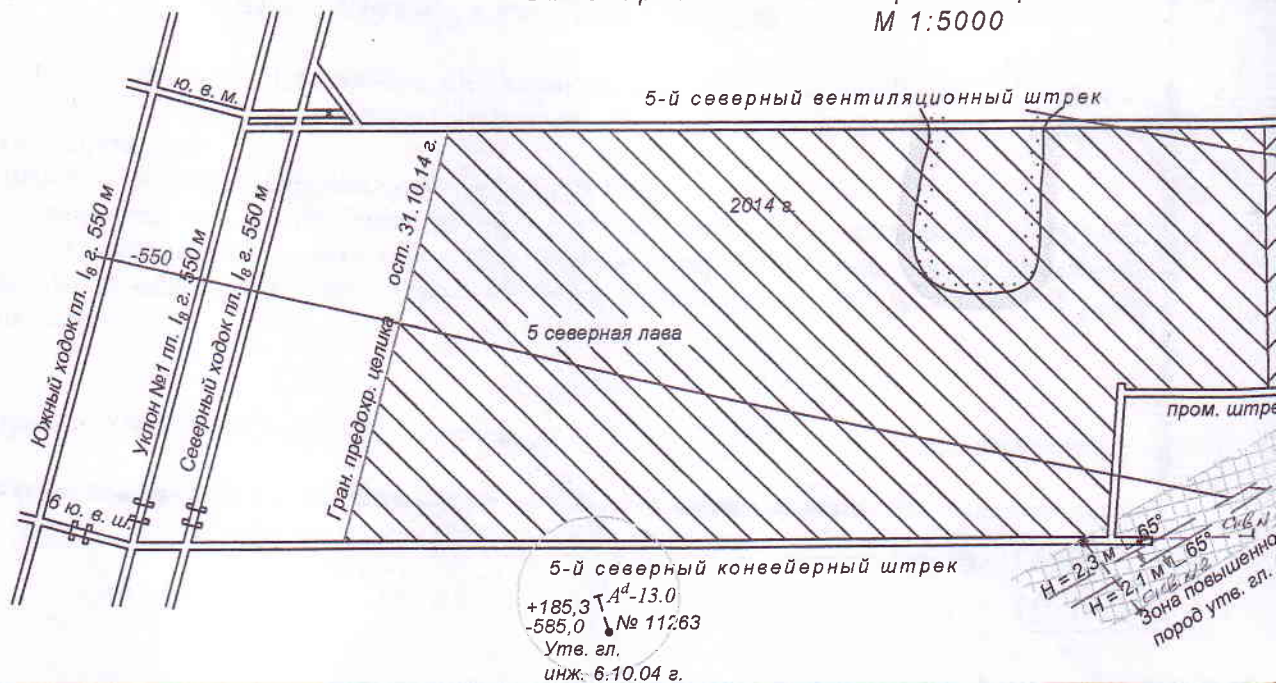 М 1:5000
ю. в. м.
5-й северный вентиляционный штрек
2014 г.
ост. 31.10.14 г.
-550
Южный ходок пл. l₈ г. 550 м
Уклон №1 пл. l₈ г. 550 м
Северный ходок пл. l₈ г. 550 м
5 северная лава
Гран. предохр. целика
пром. штре
6 ю. в. ш.
5-й северный конвейерный штрек
H = 2,3 м 65°
H = 2,1 м 65°
Зона повышенно
пород утв. гл.
+185,3 Aᵈ-13.0
-585,0 № 11263
Утв. гл.
инж. 6.10.04 г.